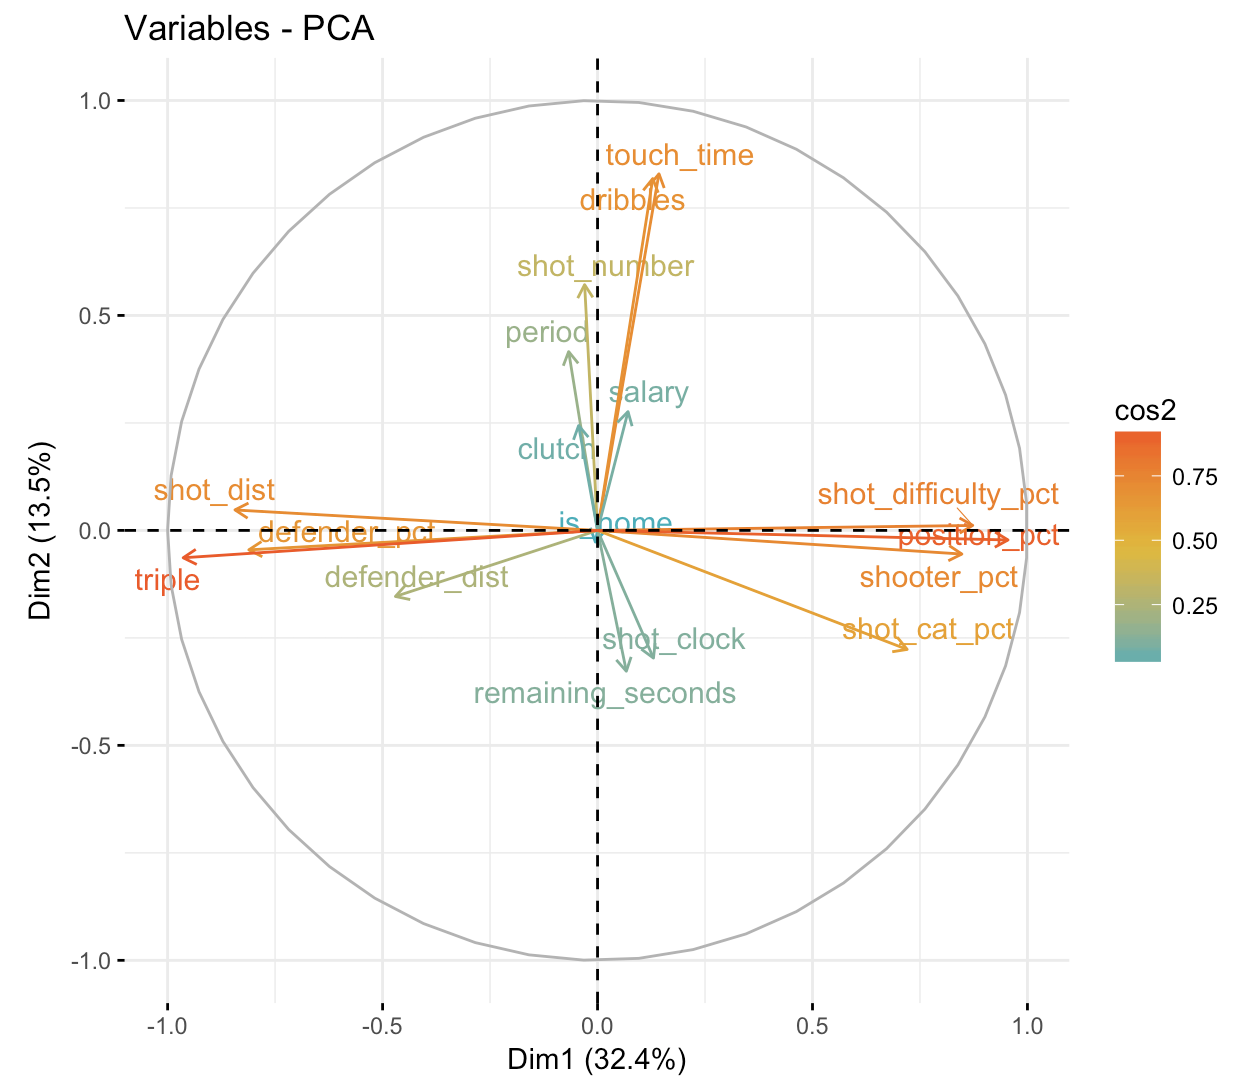 Variables - PCA
1.0
0.5
0.0
-0.5
-1.0
Dim2 (13.5%)
touch_time
dribbles
shot_number
period
salary
clutch
shot_dist
shot_difficulty_pct
is_home
defender_pct
position_pct
triple
defender_dist
shooter_pct
shot_cat_pct
shot_clock
remaining_seconds
-1.0
-0.5
0.0
0.5
1.0
Dim1 (32.4%)
cos2
0.75
0.50
0.25